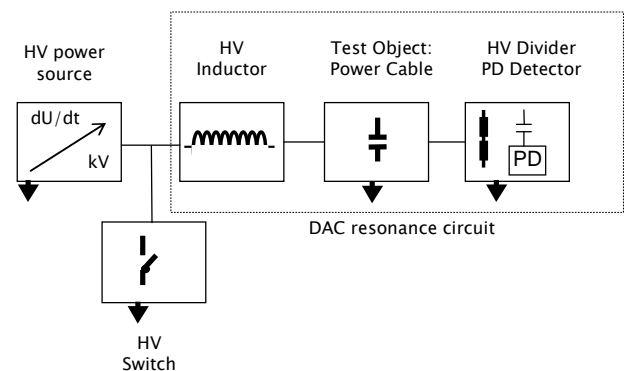 HV power
source
HV
Inductor
Test Object:
Power Cable
HV Divider
PD Detector
dU/dt
kV
PD
DAC resonance circuit
HV
Switch